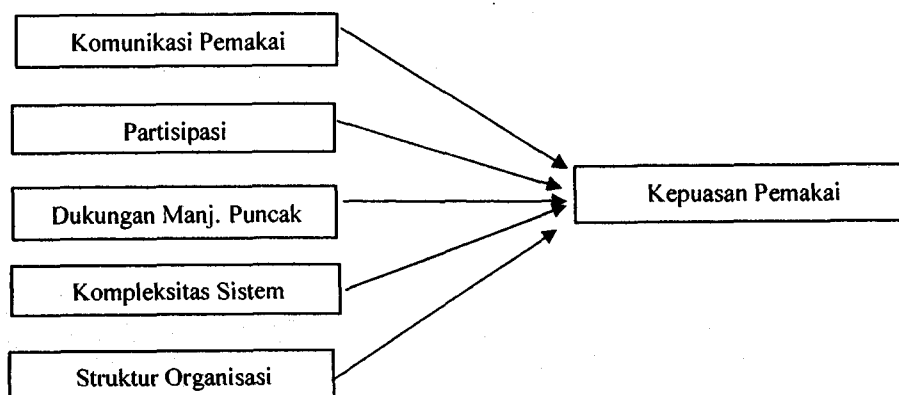 Komunikasi Pemakai
Partisipasi
Dukungan Manj. Puncak
Kompleksitas Sistem
Struktur Organisasi
Kepuasan Pemakai